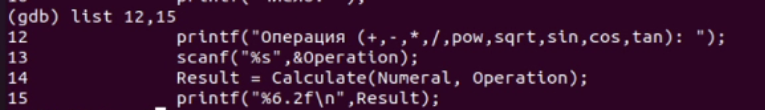 (gdb) list 12,15
12 printf("Операция (+,-,*,/,pow,sqrt,sin,cos,tan): ");
13 scanf("%s",&Operation);
14 Result = Calculate(Numeral, Operation);
15 printf("%6.2f\n",Result);